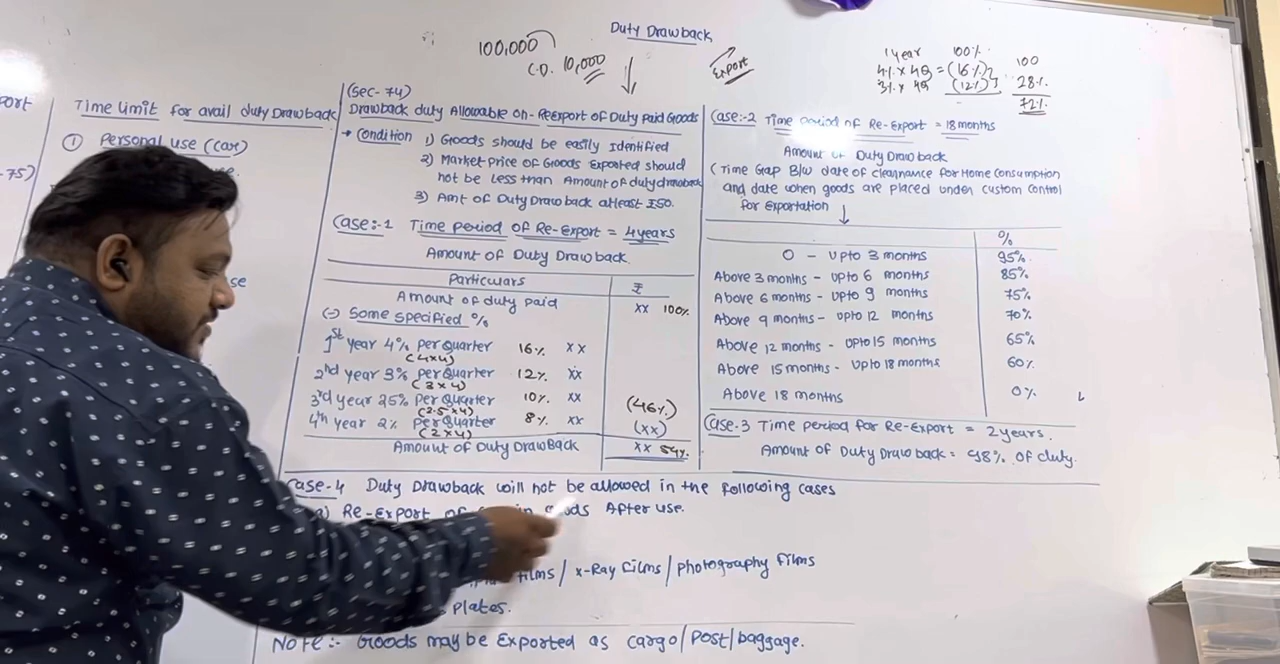 Duty Drawback
100,000
C.D. 10,000
Export
1 year 100%
4% x 4Q = (16%)
3% x 4Q (12%)
100
28%
72%
port
-75)
Time limit for avail duty Drawback
① Personal use (car)
se
(Sec-74)
Drawback duty Allowable on - ReExport of Duty Paid Goods
→ Condition 1) Goods should be easily Identified
2) Market Price of Goods Exported should
not be less than Amount of duty drawback
3) Amt of Duty Drawback atleast ₹50.
Case:-1 Time period of Re-Export = 4 years
Amount of Duty DrawBack
Particulars ₹
Amount of duty paid xx 100%
(-) Some specified %
1st year 4% Per Quarter 16% xx
(4x4)
2nd year 3% per Quarter 12% xx
(3x4)
3rd year 25% per Quarter 10% xx (46%)
(2.5x4)
4th year 2% per Quarter 8% xx (xx)
(2x4)
Amount of Duty DrawBack xx 54%
Case:-2 Time period of Re-Export = 18 months
Amount of Duty DrawBack
(Time Gap B/w date of clearnance for Home Consumption
and date when goods are placed under custom control
for exportation ↓
%
0 - upto 3 months 95%
Above 3 months - upto 6 months 85%
Above 6 months - upto 9 months 75%
Above 9 months - upto 12 months 70%
Above 12 months - upto 15 months 65%
Above 15 months - upto 18 months 60%
Above 18 months 0%
Case-3 Time period for Re-Export = 2 years.
Amount of Duty Draw back = 98% of duty.
Case-4 Duty Drawback will not be allowed in the following cases
Re-Export of After use.
films / x-Ray films / photography films
plates.
Note:- Goods may be Exported as cargo/post/baggage.